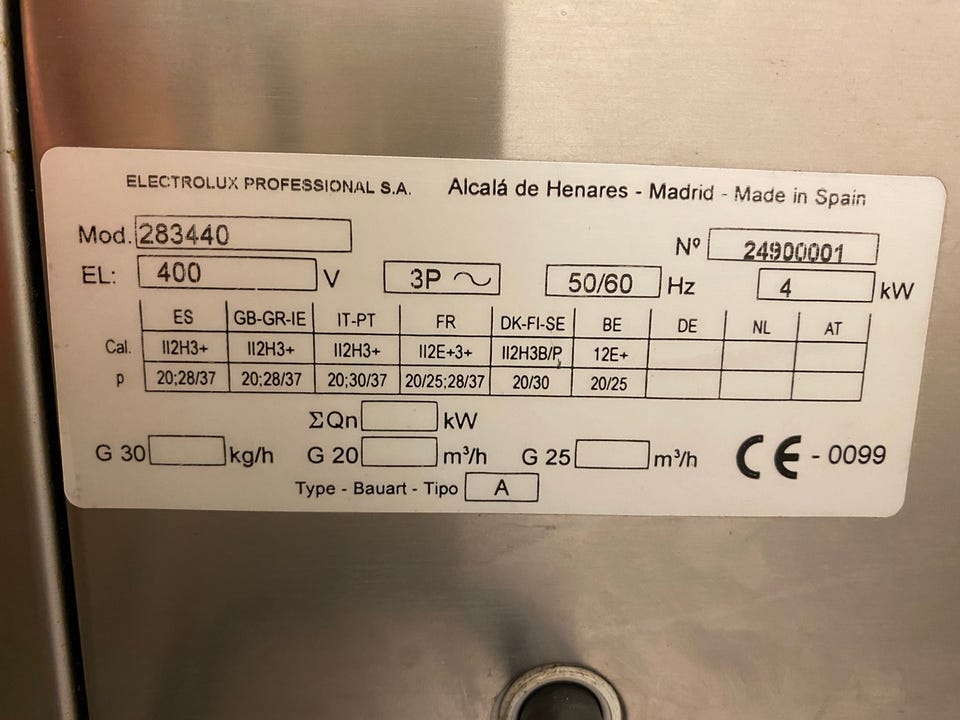 ELECTROLUX PROFESSIONAL S.A. Alcalá de Henares - Madrid - Made in Spain
Mod. 283440 Nº 24900001
EL: 400 V 3P ~ 50/60 Hz 4 kW
ES GB-GR-IE IT-PT FR DK-FI-SE BE DE NL AT
Cal. II2H3+ II2H3+ II2H3+ II2E+3+ II2H3B/P 12E+
p 20;28/37 20;28/37 20;30/37 20/25;28/37 20/30 20/25
ΣQn kW
G 30 kg/h G 20 m³/h G 25 m³/h CE - 0099
Type - Bauart - Tipo A